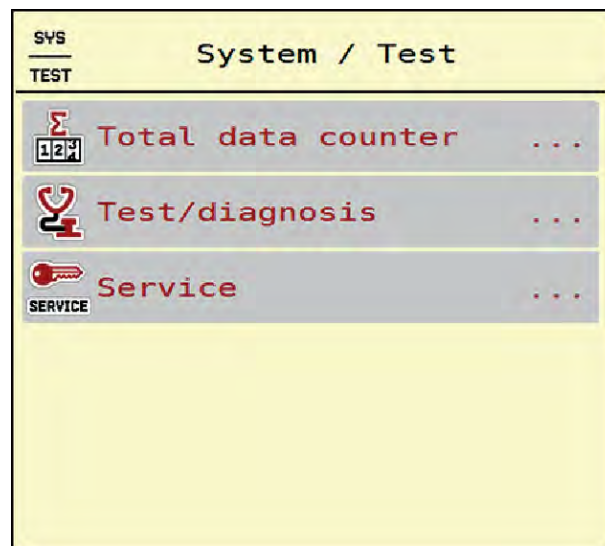 SYS
TEST
System / Test
Total data counter ...
Test/diagnosis ...
Service ...
SERVICE